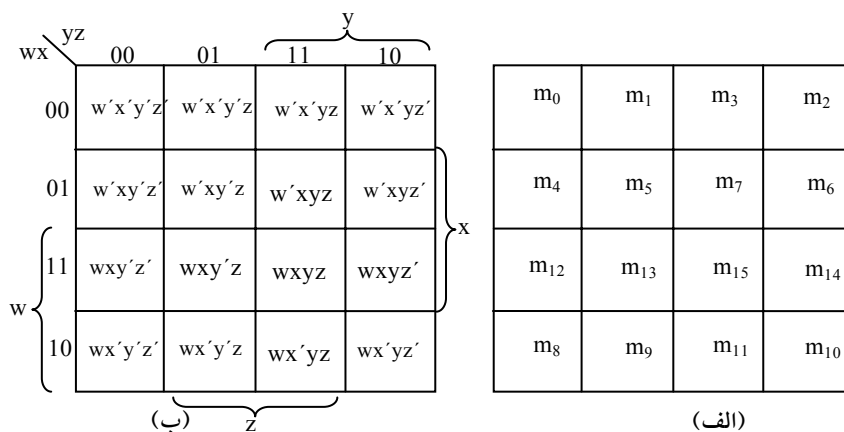 y
yz
wx
00 01 11 10
00 w´x´y´z´ w´x´y´z w´x´yz w´x´yz´ m₀ m₁ m₃ m₂
01 w´xy´z´ w´xy´z w´xyz w´xyz´ m₄ m₅ m₇ m₆
x
11 wxy´z´ wxy´z wxyz wxyz´ m₁₂ m₁₃ m₁₅ m₁₄
w
10 wx´y´z´ wx´y´z wx´yz wx´yz´ m₈ m₉ m₁₁ m₁₀
z
(ب) (الف)